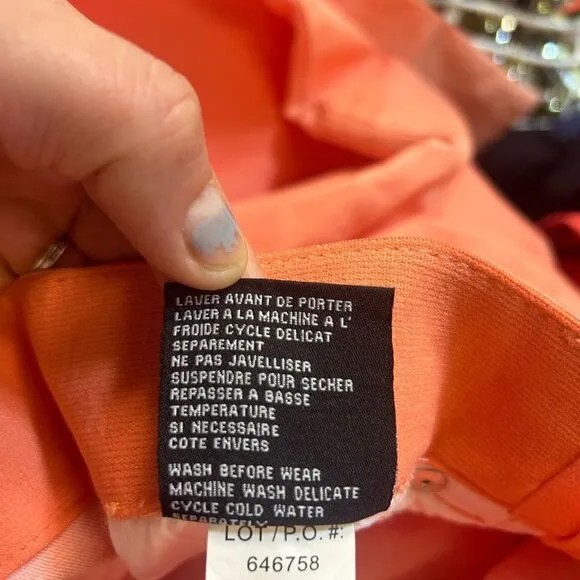 LAVER AVANT DE PORTER
LAVER A LA MACHINE A L'
FROIDE CYCLE DELICAT
SEPAREMENT
NE PAS JAVELLISER
SUSPENDRE POUR SECHER
REPASSER A BASSE
TEMPERATURE
SI NECESSAIRE
COTE ENVERS
WASH BEFORE WEAR
MACHINE WASH DELICATE
CYCLE COLD WATER
SEPARATELY
LOT/P.O. #:
646758